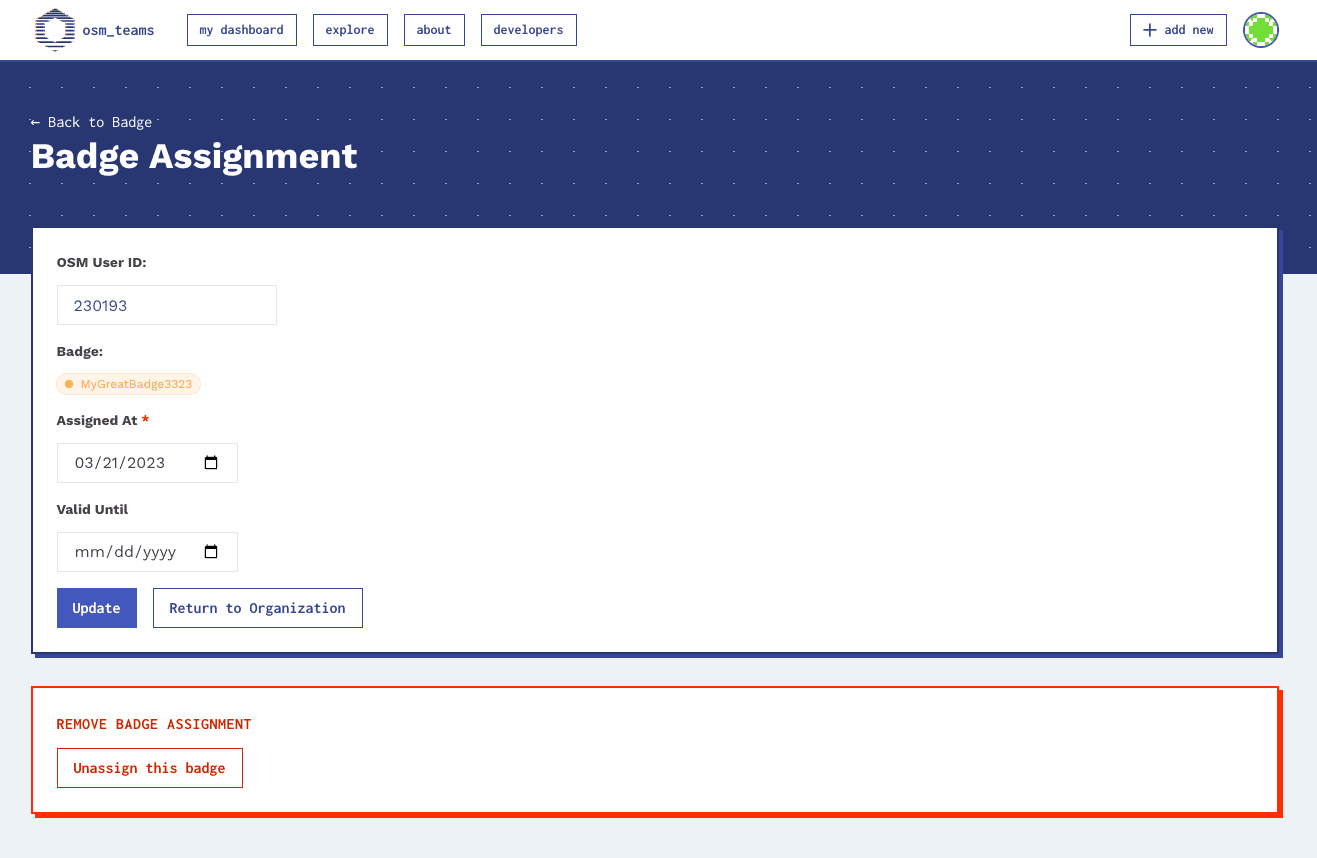 osm_teams my dashboard explore about developers + add new
← Back to Badge
Badge Assignment
OSM User ID:
230193
Badge:
MyGreatBadge3323
Assigned At *
03/21/2023
Valid Until
mm/dd/yyyy
Update Return to Organization
REMOVE BADGE ASSIGNMENT
Unassign this badge